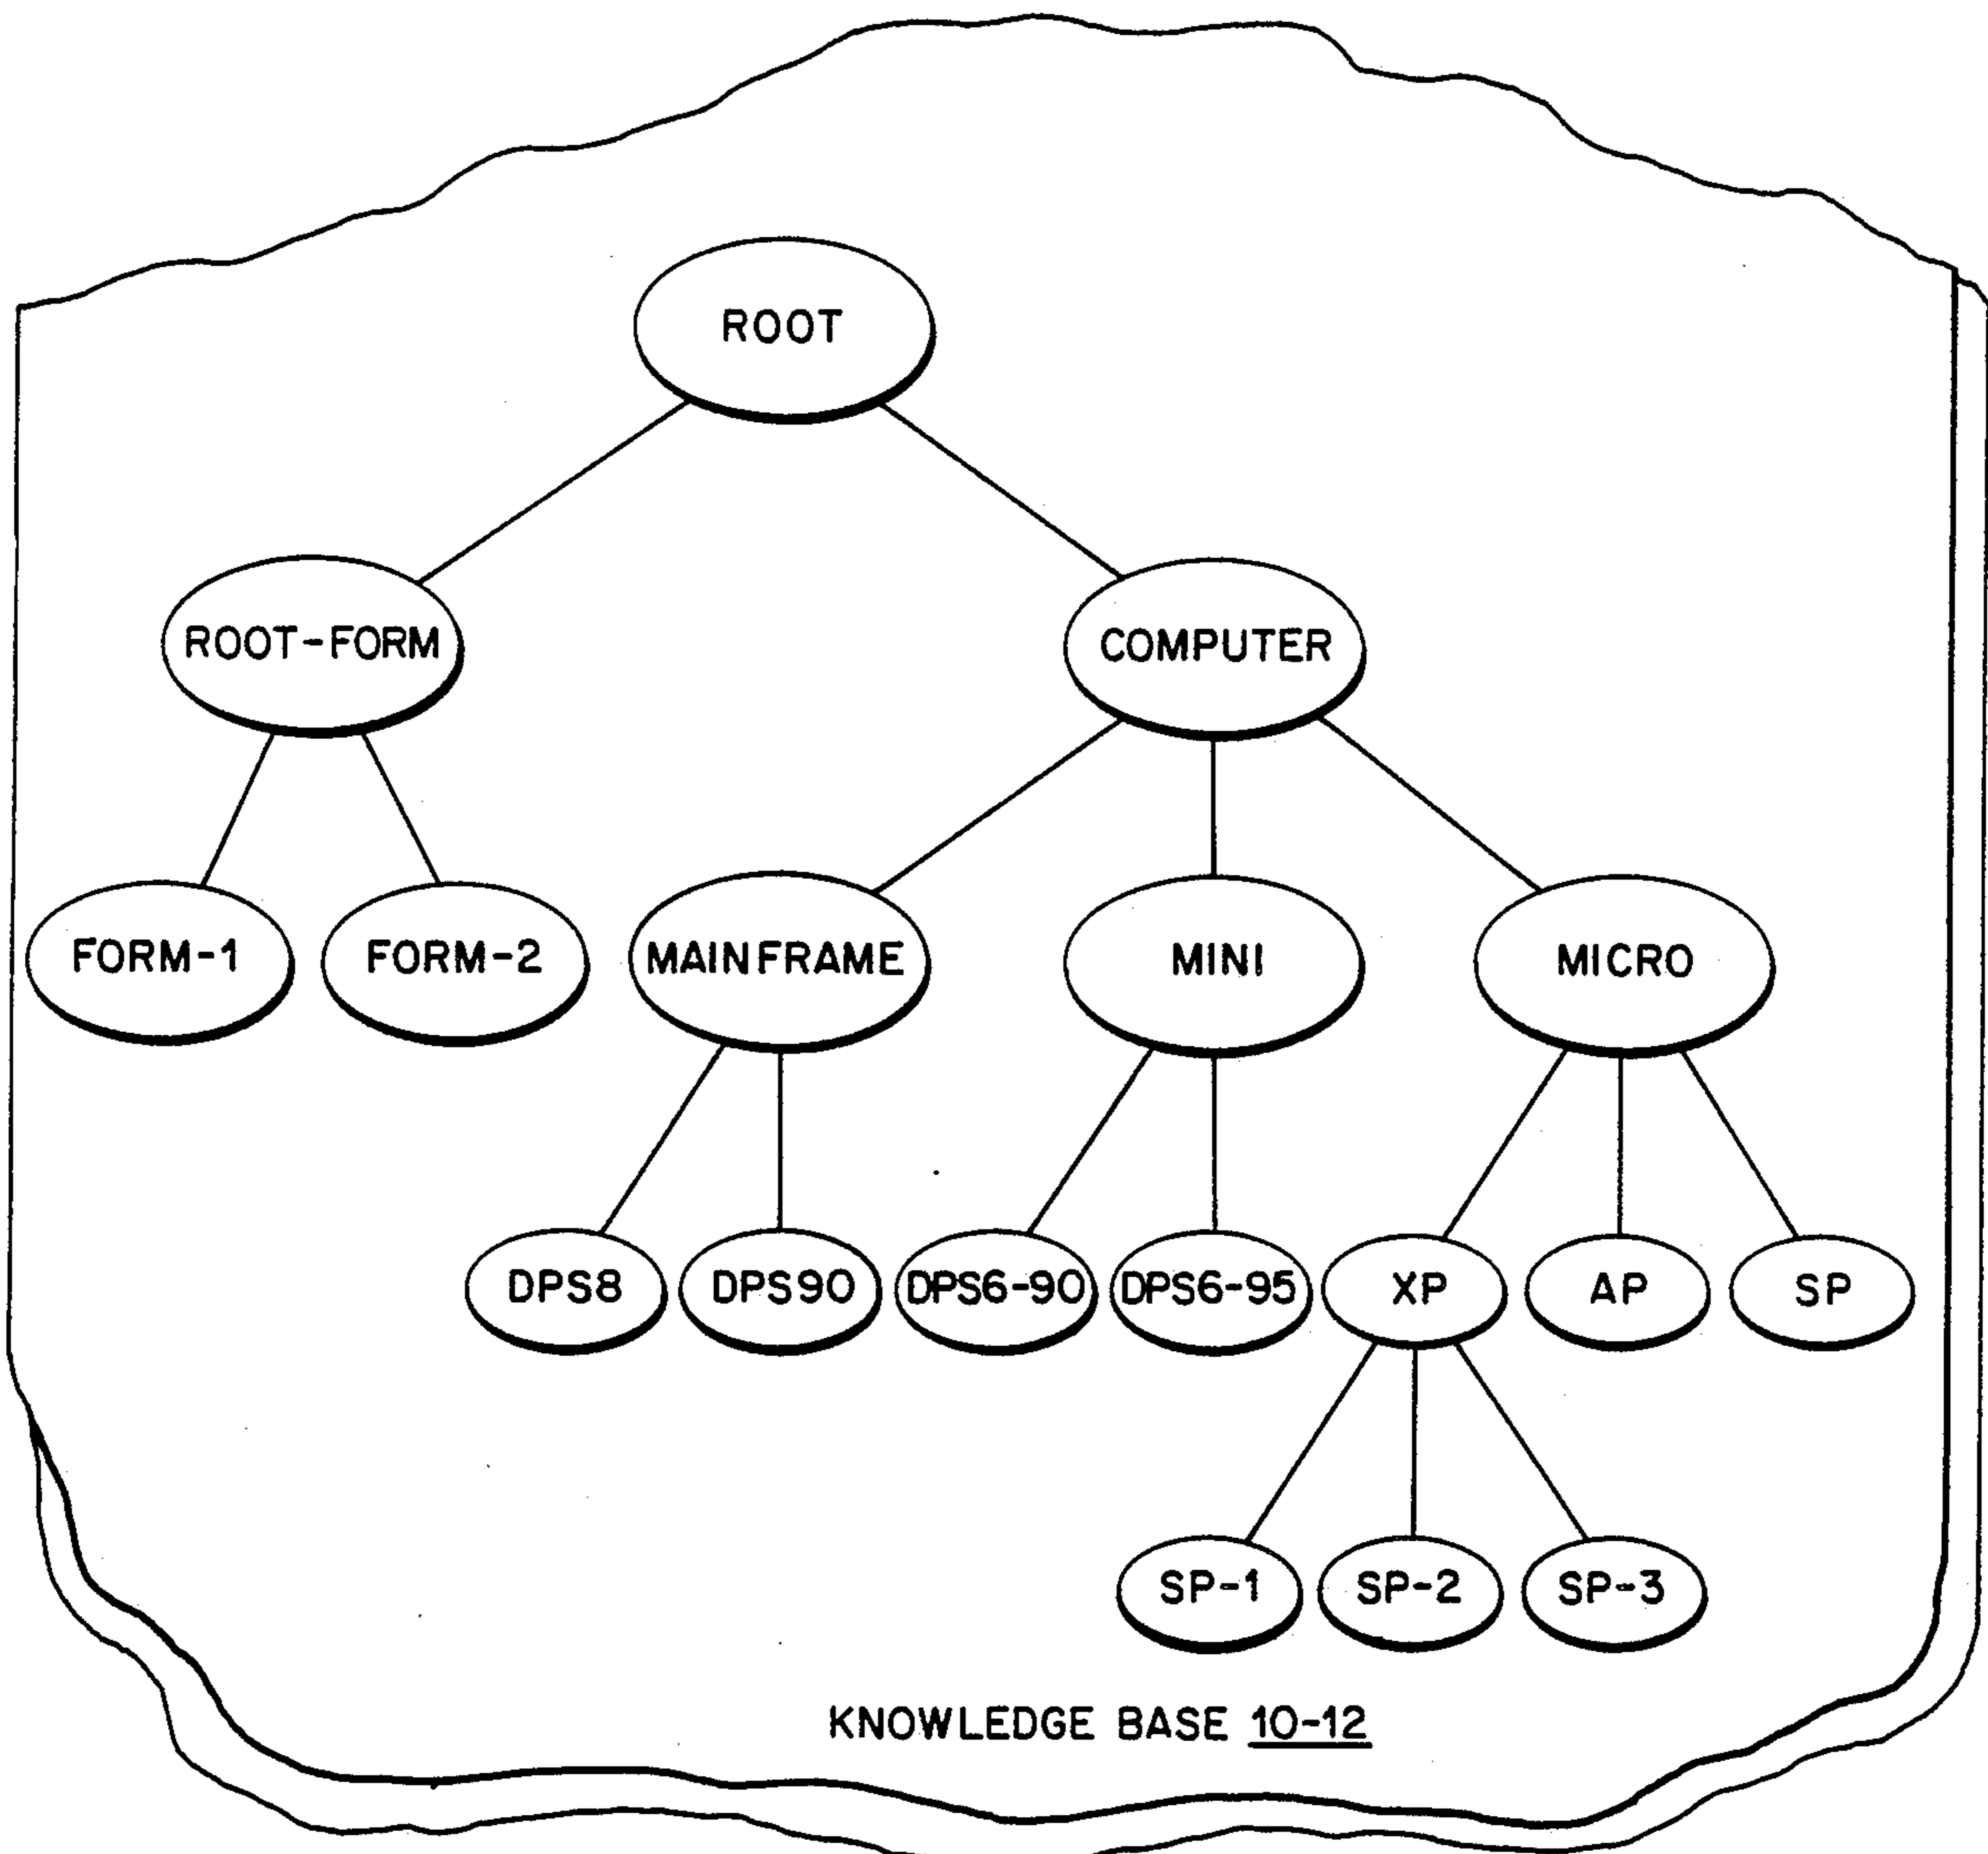 ROOT
ROOT-FORM
COMPUTER
FORM-1
FORM-2
MAINFRAME
MINI
MICRO
DPS8
DPS90
DPS6-90
DPS6-95
XP
AP
SP
SP-1
SP-2
SP-3
KNOWLEDGE BASE 10-12